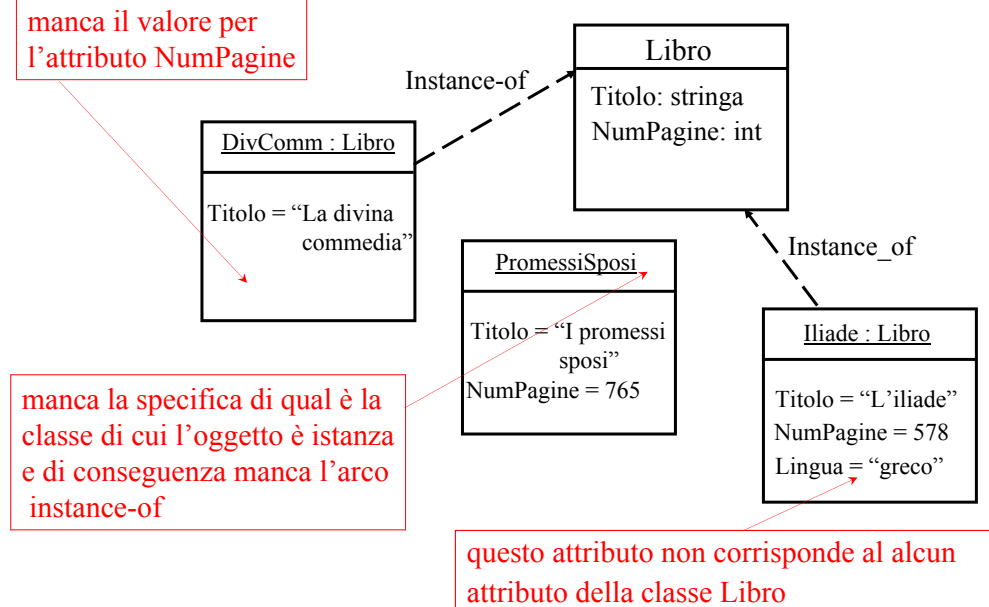 manca il valore per
l’attributo NumPagine
Libro
Titolo: stringa
NumPagine: int
Instance-of
DivComm : Libro
Titolo = “La divina
commedia”
Instance_of
PromessiSposi
Titolo = “I promessi
sposi”
NumPagine = 765
Iliade : Libro
Titolo = “L’iliade”
NumPagine = 578
Lingua = “greco”
manca la specifica di qual è la
classe di cui l’oggetto è istanza
e di conseguenza manca l’arco
instance-of
questo attributo non corrisponde al alcun
attributo della classe Libro